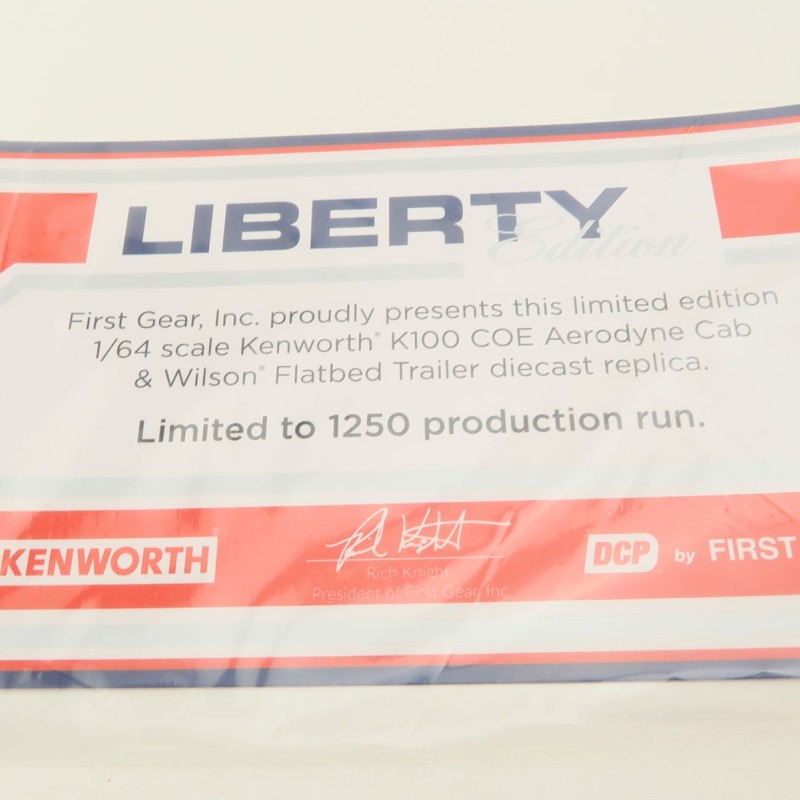 LIBERTY
Edition
First Gear, Inc. proudly presents this limited edition
1/64 scale Kenworth® K100 COE Aerodyne Cab
& Wilson® Flatbed Trailer diecast replica.
Limited to 1250 production run.
KENWORTH®
Rich Knight
President of First Gear, Inc
DCP by FIRST